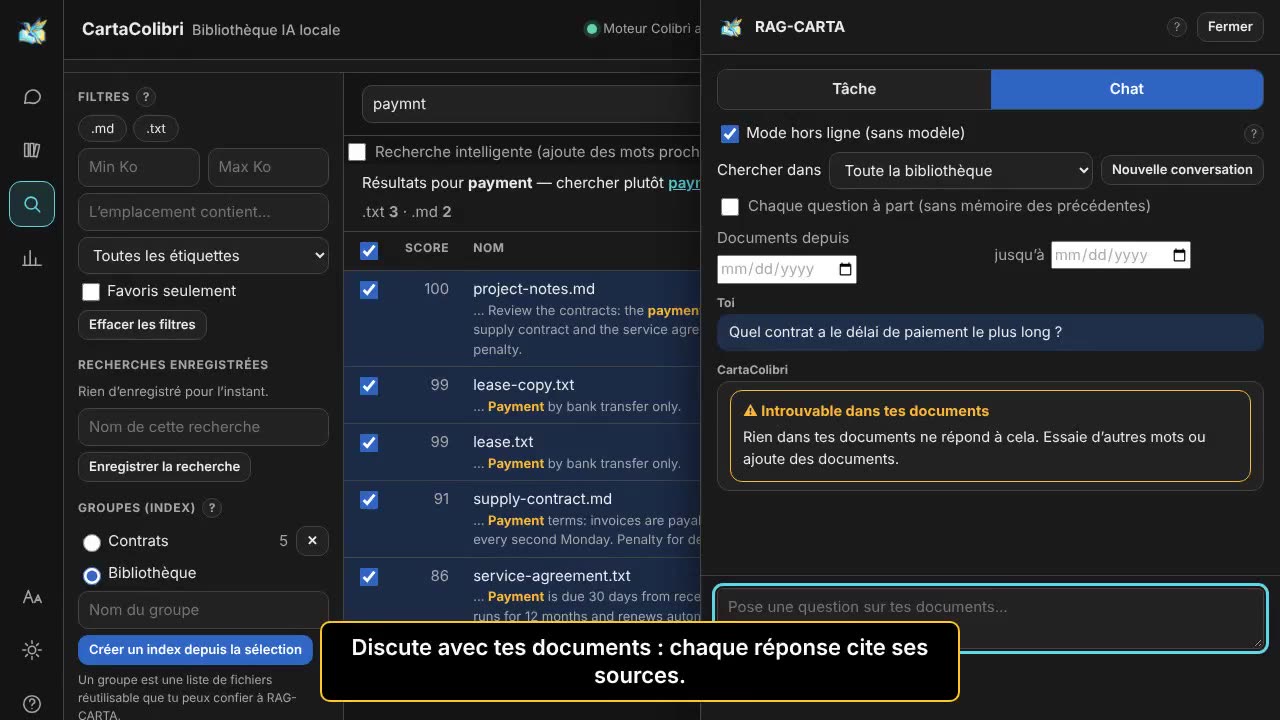 CartaColibri Bibliothèque IA locale
Moteur Colibri a
FILTRES ?
.md .txt
Min Ko Max Ko
L’emplacement contient…
Toutes les étiquettes
Favoris seulement
Effacer les filtres
RECHERCHES ENREGISTRÉES
Rien d’enregistré pour l’instant.
Nom de cette recherche
Enregistrer la recherche
GROUPES (INDEX) ?
Contrats 5 ✕
Bibliothèque
Nom du groupe
Créer un index depuis la sélection
Un groupe est une liste de fichiers
réutilisable que tu peux confier à RAG-
CARTA.
paymnt
Recherche intelligente (ajoute des mots proch
Résultats pour payment — chercher plutôt payr
.txt 3 · .md 2
SCORE NOM
100 project-notes.md
… Review the contracts: the paymen
supply contract and the service agre
penalty.
99 lease-copy.txt
… Payment by bank transfer only.
99 lease.txt
… Payment by bank transfer only.
91 supply-contract.md
… Payment terms: invoices are payal
every second Monday. Penalty for de
86 service-agreement.txt
… Payment is due 30 days from rece
runs for 12 months and renews auton
RAG-CARTA ? Fermer
Tâche Chat
Mode hors ligne (sans modèle) ?
Chercher dans Toute la bibliothèque Nouvelle conversation
Chaque question à part (sans mémoire des précédentes)
Documents depuis
mm/dd/yyyy jusqu’à mm/dd/yyyy
Toi
Quel contrat a le délai de paiement le plus long ?
CartaColibri
⚠ Introuvable dans tes documents
Rien dans tes documents ne répond à cela. Essaie d’autres mots ou
ajoute des documents.
Pose une question sur tes documents…
Discute avec tes documents : chaque réponse cite ses
sources.
AA
?